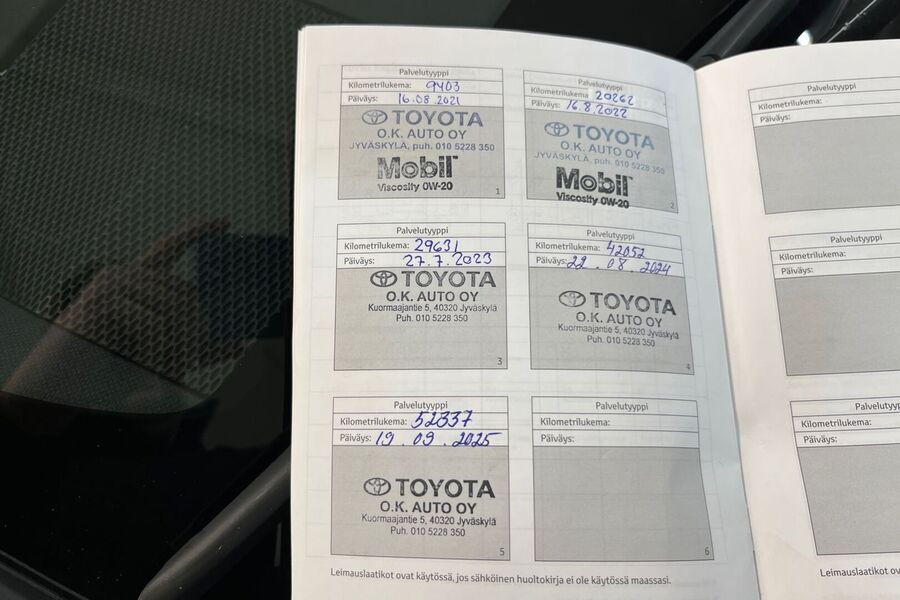 Palvelutyyppi
Kilometrilukema: 9403
Päiväys: 16.08.2021
TOYOTA
O.K. AUTO OY
JYVÄSKYLÄ, puh. 010 5228 350
Mobil
Viscosity 0W-20
1
Palvelutyyppi
Kilometrilukema 20262
Päiväys: 16.8.2022
TOYOTA
O.K. AUTO OY
JYVÄSKYLÄ, puh. 010 5228 350
Mobil
Viscosity 0W-20
2
Palvelutyyppi
Kilometrilukema: 29631
Päiväys: 27.7.2023
TOYOTA
O.K. AUTO OY
Kuormaajantie 5, 40320 Jyväskylä
Puh. 010 5228 350
3
Palvelutyyppi
Kilometrilukema: 42052
Päiväys: 22.08.2024
TOYOTA
O.K. AUTO OY
Kuormaajantie 5, 40320 Jyväskylä
Puh. 010 5228 350
4
Palvelutyyppi
Kilometrilukema: 52337
Päiväys: 19.09.2025
TOYOTA
O.K. AUTO OY
Kuormaajantie 5, 40320 Jyväskylä
Puh. 010 5228 350
5
Palvelutyyppi
Kilometrilukema:
Päiväys:
6
Leimauslaatikot ovat käytössä, jos sähköinen huoltokirja ei ole käytössä maassasi.
Palvelutyyppi
Kilometrilukema:
Päiväys:
Palvelutyyppi
Kilometrilukema:
Päiväys:
Kilometrilukema:
Päiväys:
Leimauslaatikot